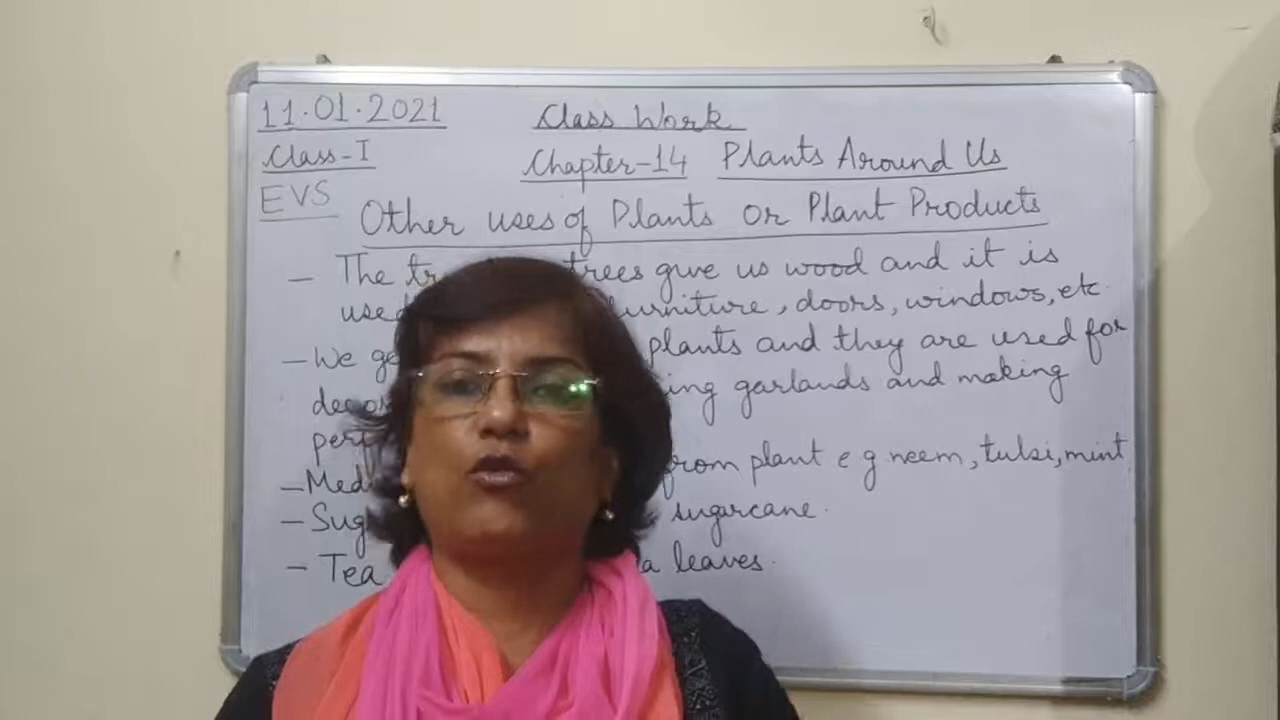 11.01.2021 Class Work
Class-I Chapter-14 Plants Around Us
EVS
Other uses of Plants or Plant Products
- The trees give us wood and it is
furniture, doors, windows, etc.
- We plants and they are used for
garlands and making
from plant e g neem, tulsi, mint
- sugarcane.
- Tea leaves.